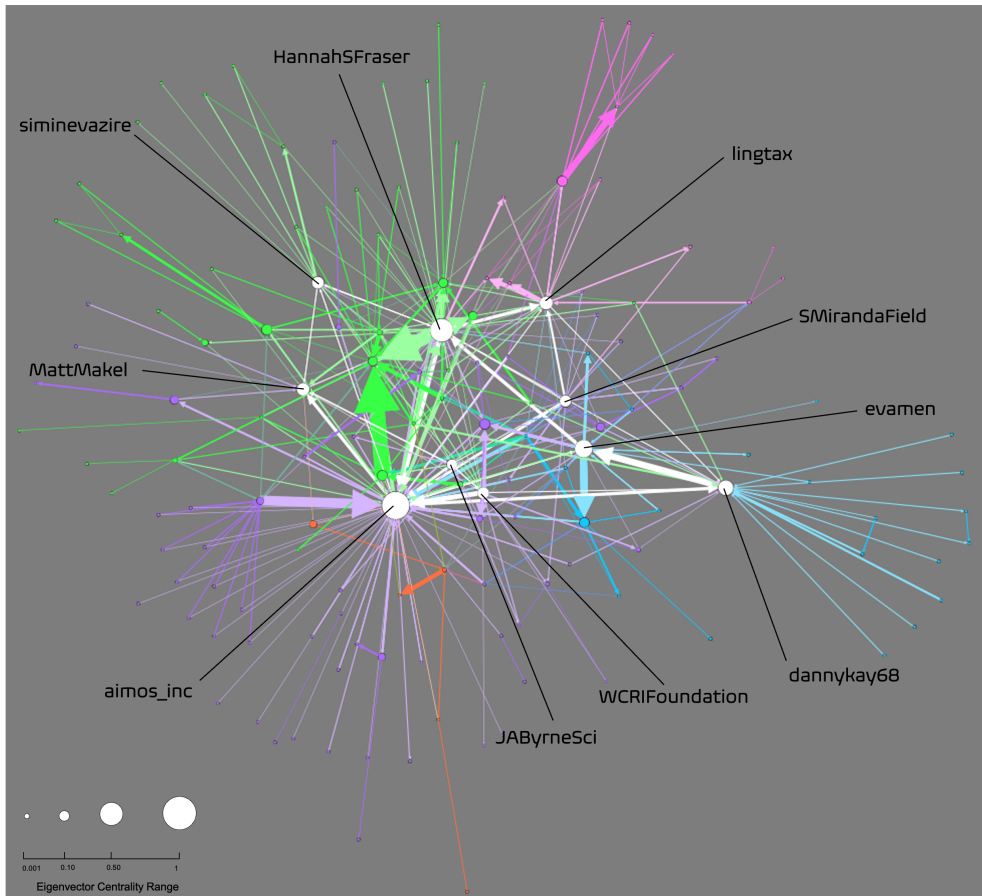 HannahSFraser
siminevazire
lingtax
SMirandaField
MattMakel
evamen
dannykay68
aimos_inc
WCRIFoundation
JAByrneSci
0.001 0.10 0.50 1
Eigenvector Centrality Range